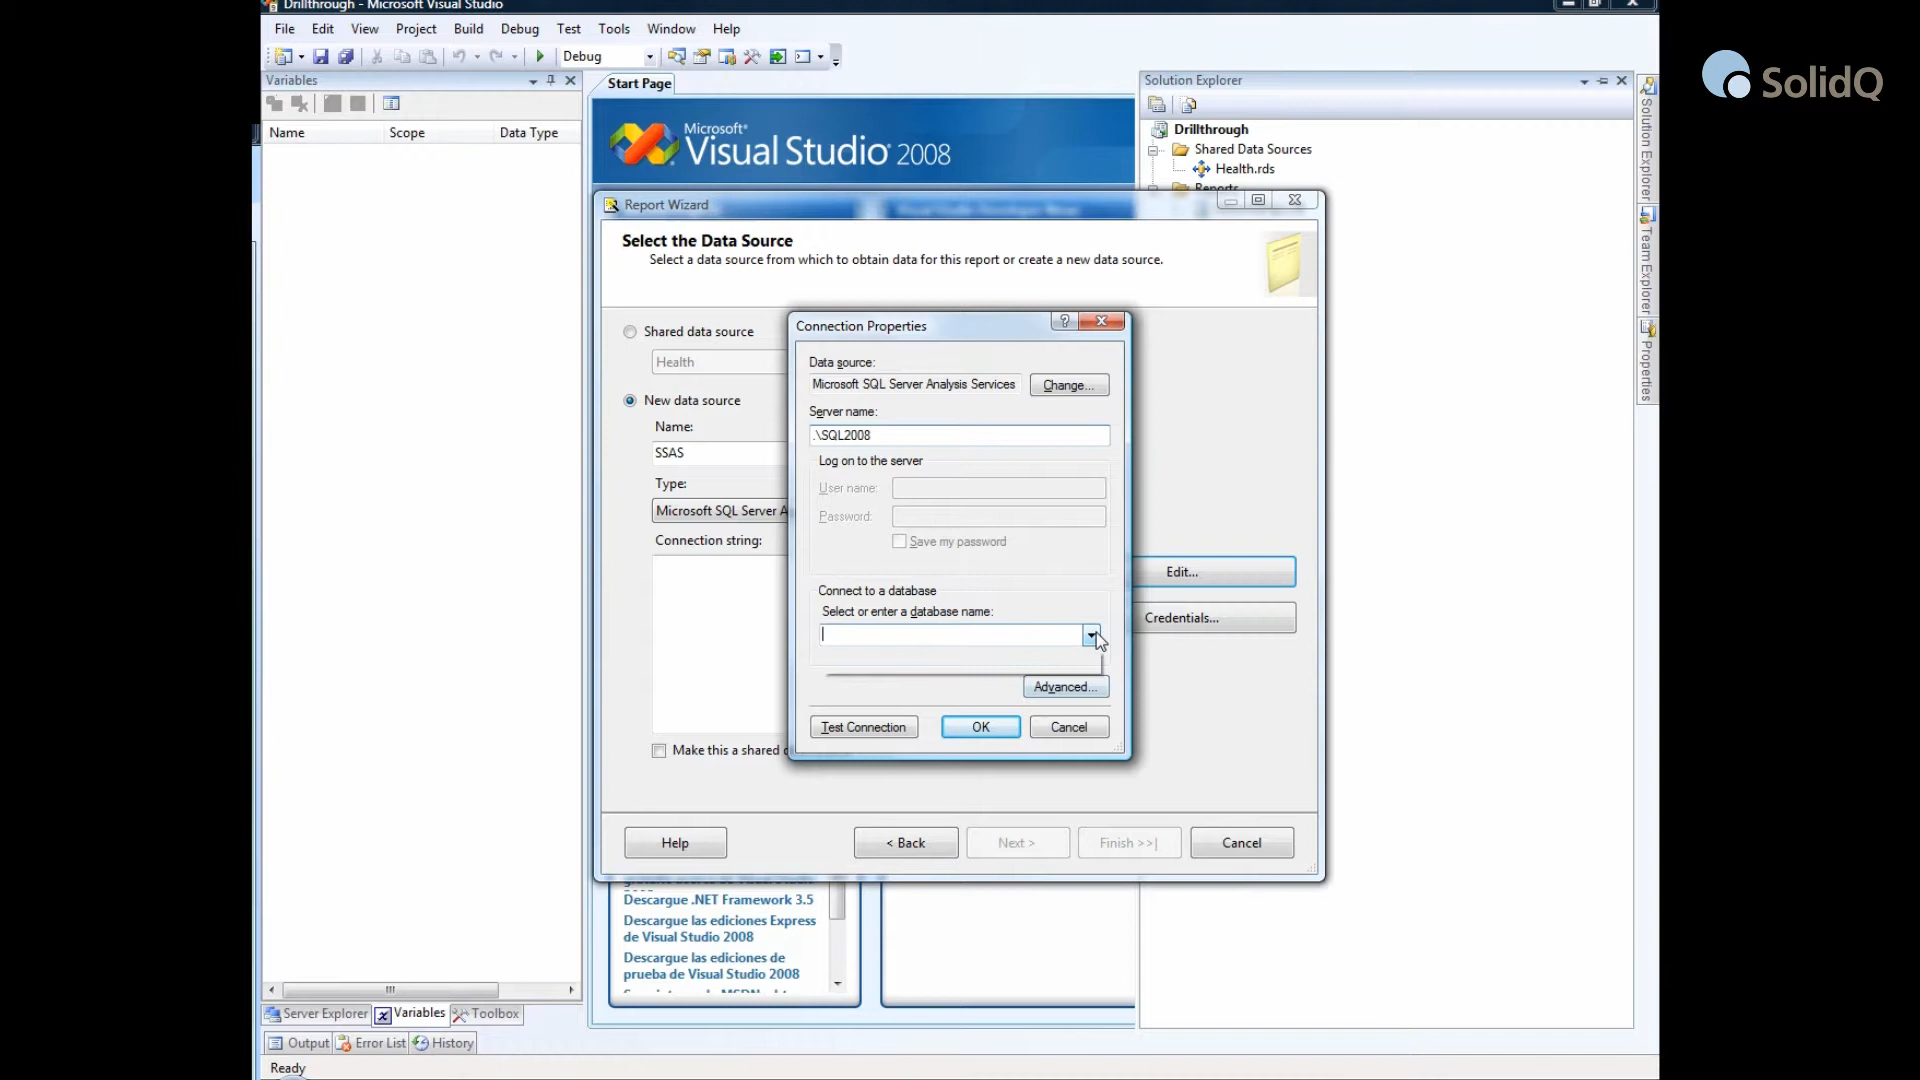 Drillthrough - Microsoft Visual Studio
File Edit View Project Build Debug Test Tools Window Help
Debug
Variables
Name Scope Data Type
Start Page
Microsoft
Visual Studio 2008
Solution Explorer
Drillthrough
Shared Data Sources
Health.rds
Reports
Solution Explorer
Team Explorer
Properties
SolidQ
Report Wizard
Select the Data Source
Select a data source from which to obtain data for this report or create a new data source.
Shared data source
Health
New data source
Name:
SSAS
Type:
Microsoft SQL Server A
Connection string:
Make this a shared d
Edit...
Credentials...
Connection Properties
Data source:
Microsoft SQL Server Analysis Services
Change...
Server name:
.\SQL2008
Log on to the server
User name:
Password:
Save my password
Connect to a database
Select or enter a database name:
Advanced...
Test Connection OK Cancel
Help < Back Next > Finish >>| Cancel
Descargue .NET Framework 3.5
Descargue las ediciones Express
de Visual Studio 2008
Descargue las ediciones de
prueba de Visual Studio 2008
Server Explorer Variables Toolbox
Output Error List History
Ready